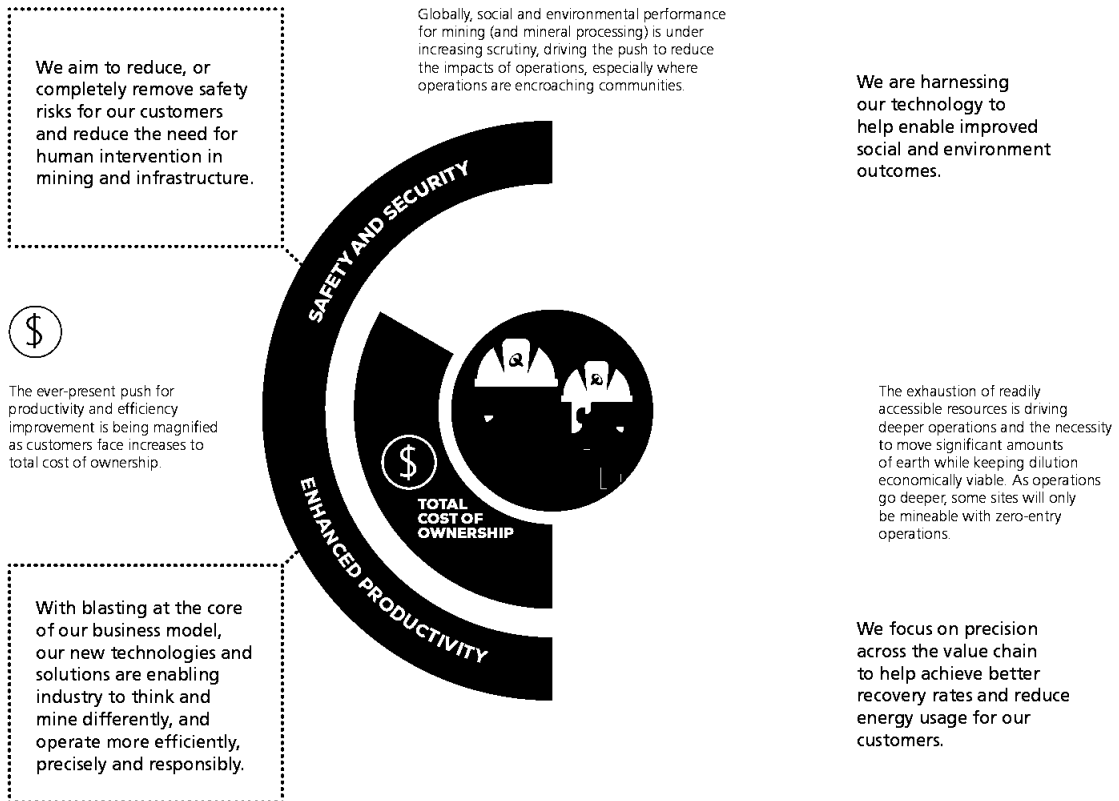 Globally, social and environmental performance
for mining (and mineral processing) is under
increasing scrutiny, driving the push to reduce
the impacts of operations, especially where
operations are encroaching communities.
We aim to reduce, or
completely remove safety
risks for our customers
and reduce the need for
human intervention in
mining and infrastructure.
We are harnessing
our technology to
help enable improved
social and environment
outcomes.
SAFETY AND SECURITY
$
The ever-present push for
productivity and efficiency
improvement is being magnified
as customers face increases to
total cost of ownership.
$
TOTAL
COST OF
OWNERSHIP
The exhaustion of readily
accessible resources is driving
deeper operations and the necessity
to move significant amounts
of earth while keeping dilution
economically viable. As operations
go deeper, some sites will only
be mineable with zero-entry
operations.
ENHANCED PRODUCTIVITY
With blasting at the core
of our business model,
our new technologies and
solutions are enabling
industry to think and
mine differently, and
operate more efficiently,
precisely and responsibly.
We focus on precision
across the value chain
to help achieve better
recovery rates and reduce
energy usage for our
customers.